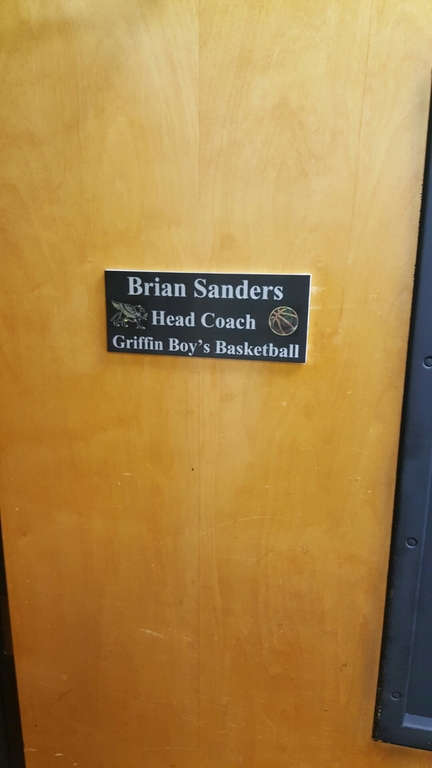 Brian Sanders
Head Coach
Griffin Boy's Basketball